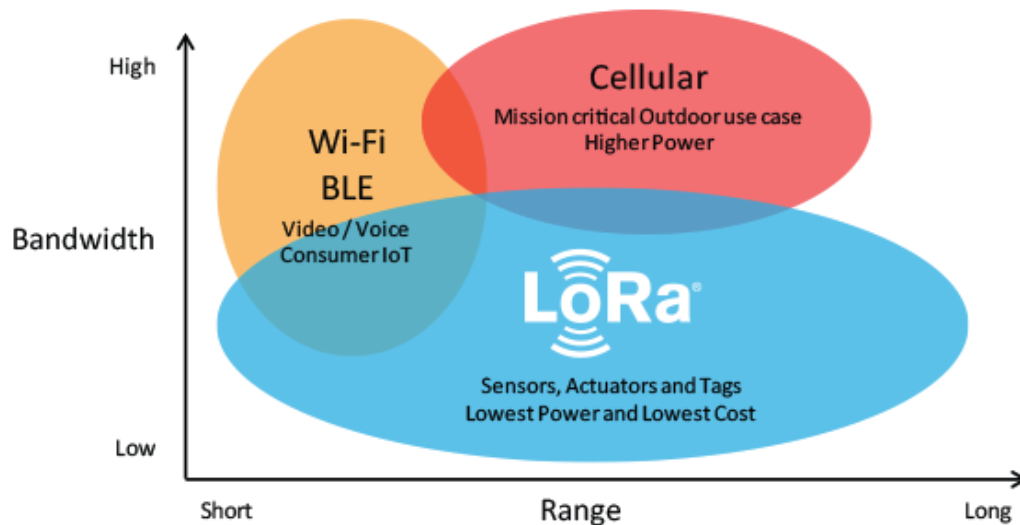 High
Bandwidth
Low
Wi-Fi
BLE
Video / Voice
Consumer IoT
Cellular
Mission critical Outdoor use case
Higher Power
LoRa®
Sensors, Actuators and Tags
Lowest Power and Lowest Cost
Short
Range
Long